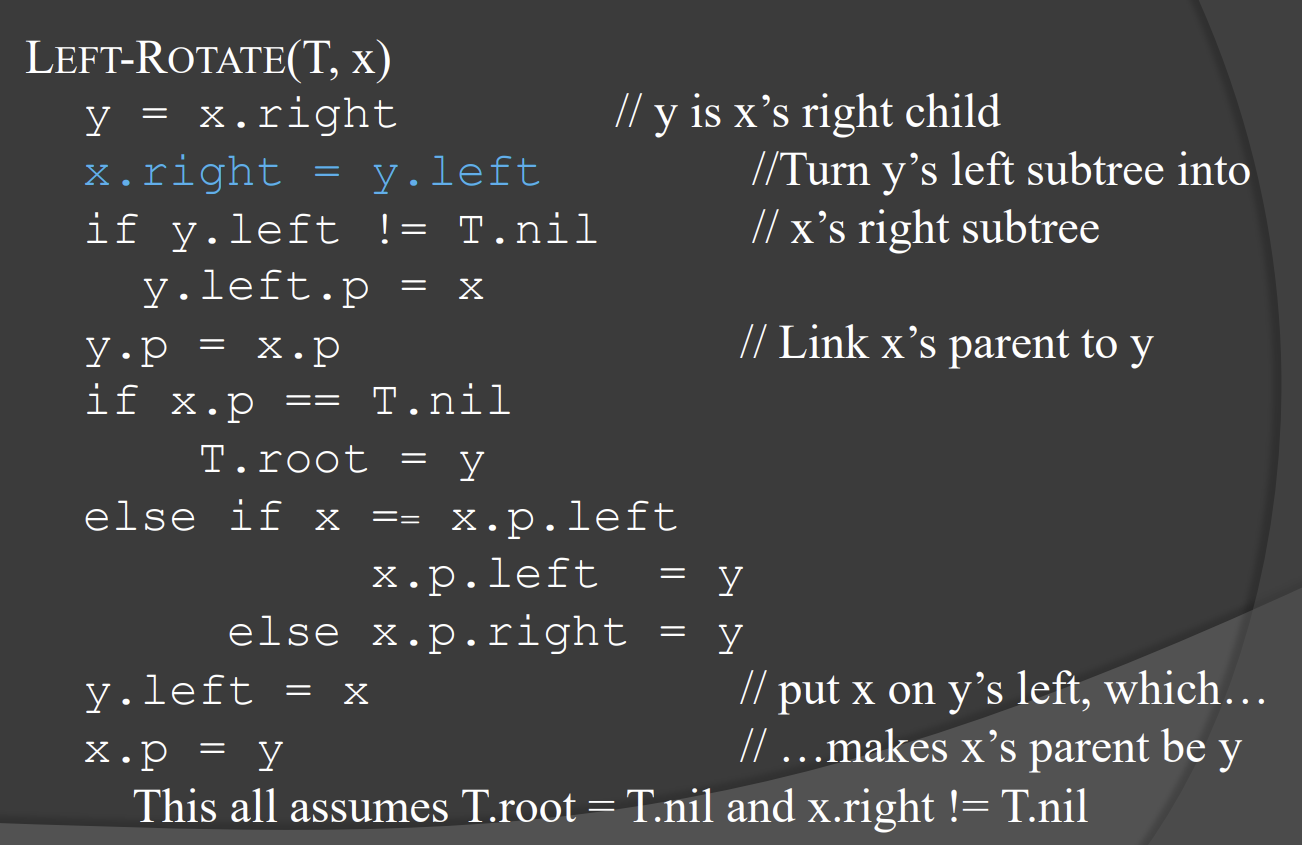 LEFT-ROTATE(T, x)
y = x.right // y is x’s right child
x.right = y.left //Turn y’s left subtree into
if y.left != T.nil // x’s right subtree
y.left.p = x
y.p = x.p // Link x’s parent to y
if x.p == T.nil
T.root = y
else if x == x.p.left
x.p.left = y
else x.p.right = y
y.left = x // put x on y’s left, which…
x.p = y // …makes x’s parent be y
This all assumes T.root = T.nil and x.right != T.nil